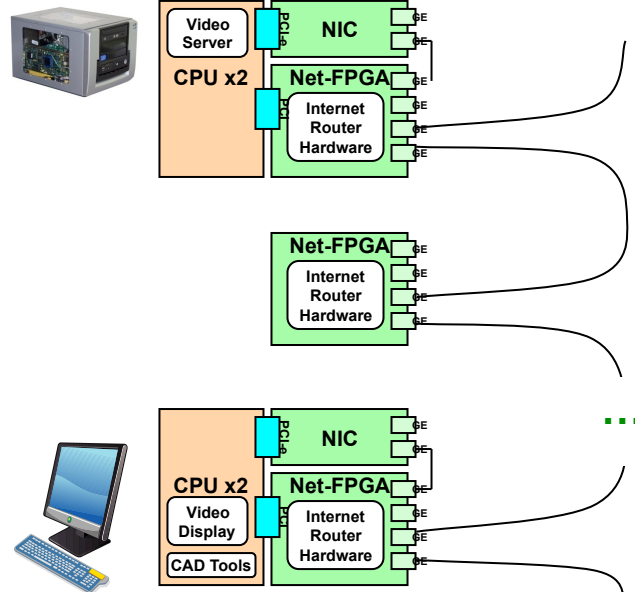 Video
Server
CPU x2
PCI-e
NIC
GE
GE
Net-FPGA
PCI
Internet
Router
Hardware
GE
GE
GE
GE
Net-FPGA
Internet
Router
Hardware
GE
GE
GE
GE
CPU x2
Video
Display
CAD Tools
PCI-e
NIC
GE
GE
Net-FPGA
PCI
Internet
Router
Hardware
GE
GE
GE
GE
...